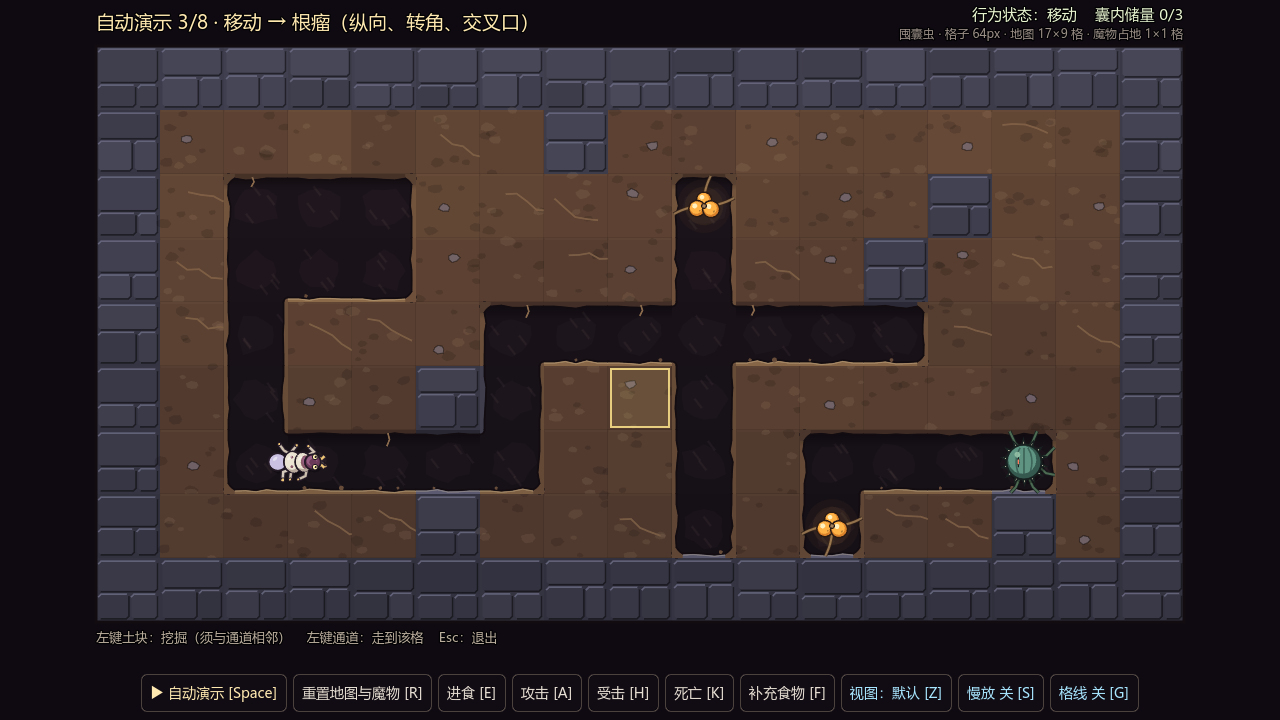 自动演示 3/8 · 移动 → 根瘤（纵向、转角、交叉口）
行为状态：移动 囊内储量 0/3
囤囊虫 · 格子 64px · 地图 17×9 格 · 魔物占地 1×1 格
左键土块：挖掘（须与通道相邻） 左键通道：走到该格 Esc：退出
▶ 自动演示 [Space] 重置地图与魔物 [R] 进食 [E] 攻击 [A] 受击 [H] 死亡 [K] 补充食物 [F] 视图：默认 [Z] 慢放 关 [S] 格线 关 [G]